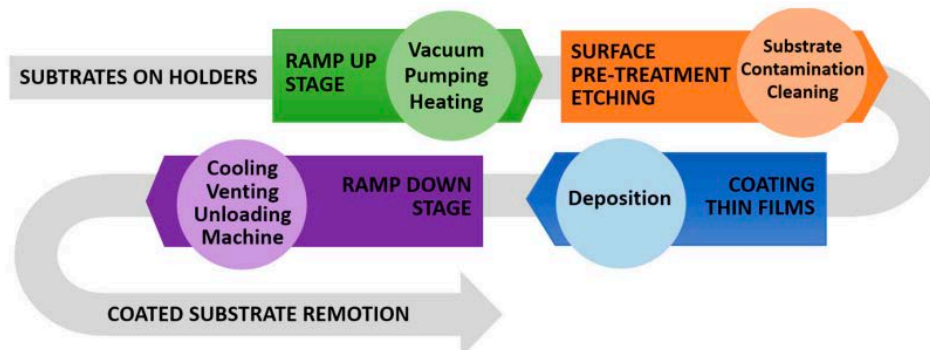 SUBTRATES ON HOLDERS
RAMP UP
STAGE
Vacuum
Pumping
Heating
SURFACE
PRE-TREATMENT
ETCHING
Substrate
Contamination
Cleaning
COATING
THIN FILMS
Deposition
RAMP DOWN
STAGE
Cooling
Venting
Unloading
Machine
COATED SUBSTRATE REMOTION